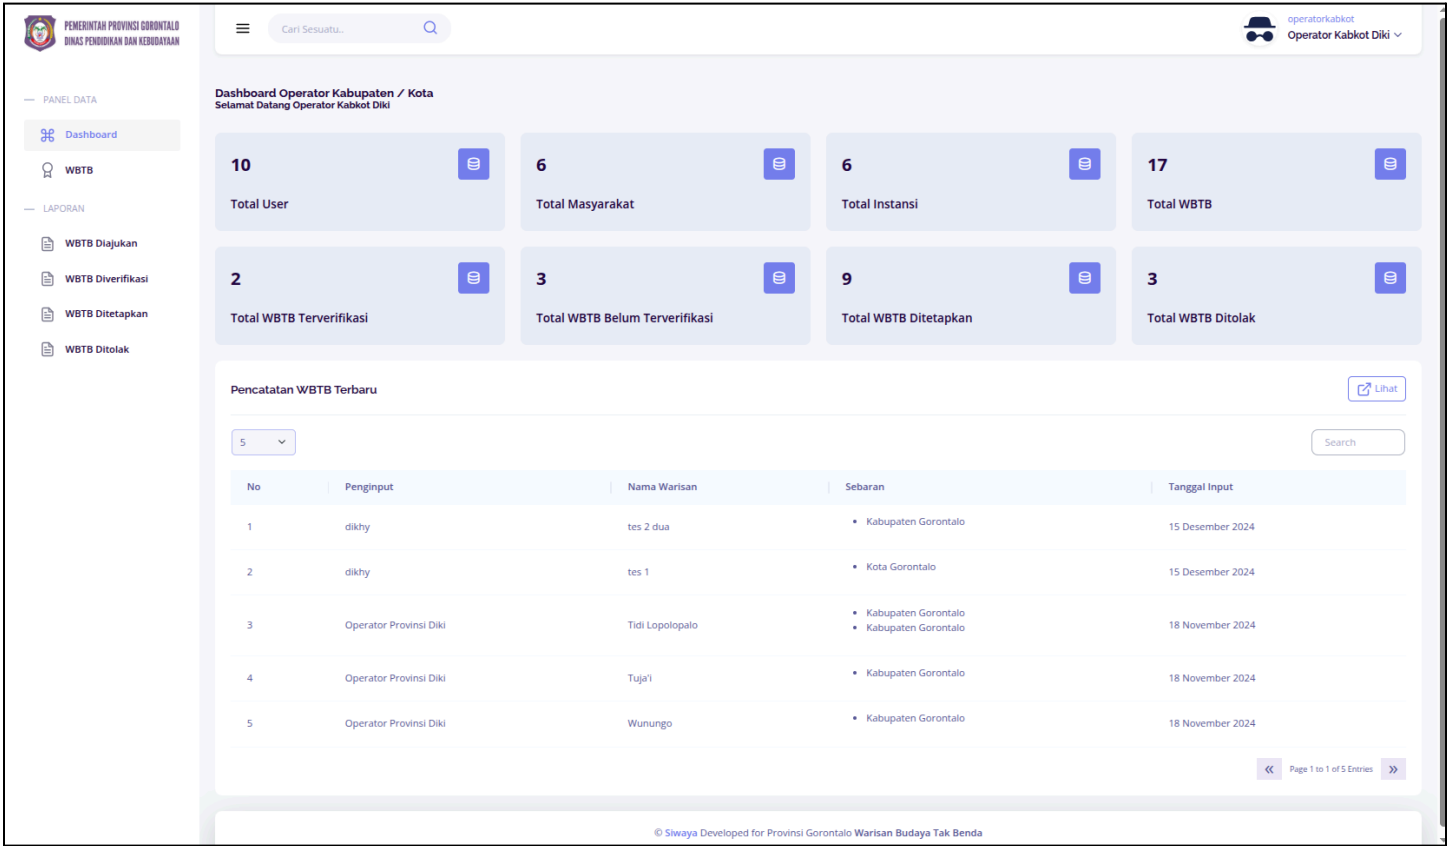 PEMERINTAH PROVINSI GORONTALO
DINAS PENDIDIKAN DAN KEBUDAYAAN
Cari Sesuatu..
operatorkabkot
Operator Kabkot Diki
PANEL DATA
Dashboard
WBTB
LAPORAN
WBTB Diajukan
WBTB Diverifikasi
WBTB Ditetapkan
WBTB Ditolak
Dashboard Operator Kabupaten / Kota
Selamat Datang Operator Kabkot Diki
10
Total User
6
Total Masyarakat
6
Total Instansi
17
Total WBTB
2
Total WBTB Terverifikasi
3
Total WBTB Belum Terverifikasi
9
Total WBTB Ditetapkan
3
Total WBTB Ditolak
Pencatatan WBTB Terbaru
Lihat
5
Search
No Penginput Nama Warisan Sebaran Tanggal Input
1 dikhy tes 2 dua • Kabupaten Gorontalo 15 Desember 2024
2 dikhy tes 1 • Kota Gorontalo 15 Desember 2024
3 Operator Provinsi Diki Tidi Lopolopalo • Kabupaten Gorontalo
• Kabupaten Gorontalo 18 November 2024
4 Operator Provinsi Diki Tuja'i • Kabupaten Gorontalo 18 November 2024
5 Operator Provinsi Diki Wunungo • Kabupaten Gorontalo 18 November 2024
« Page 1 to 1 of 5 Entries »
© Siwaya Developed for Provinsi Gorontalo Warisan Budaya Tak Benda